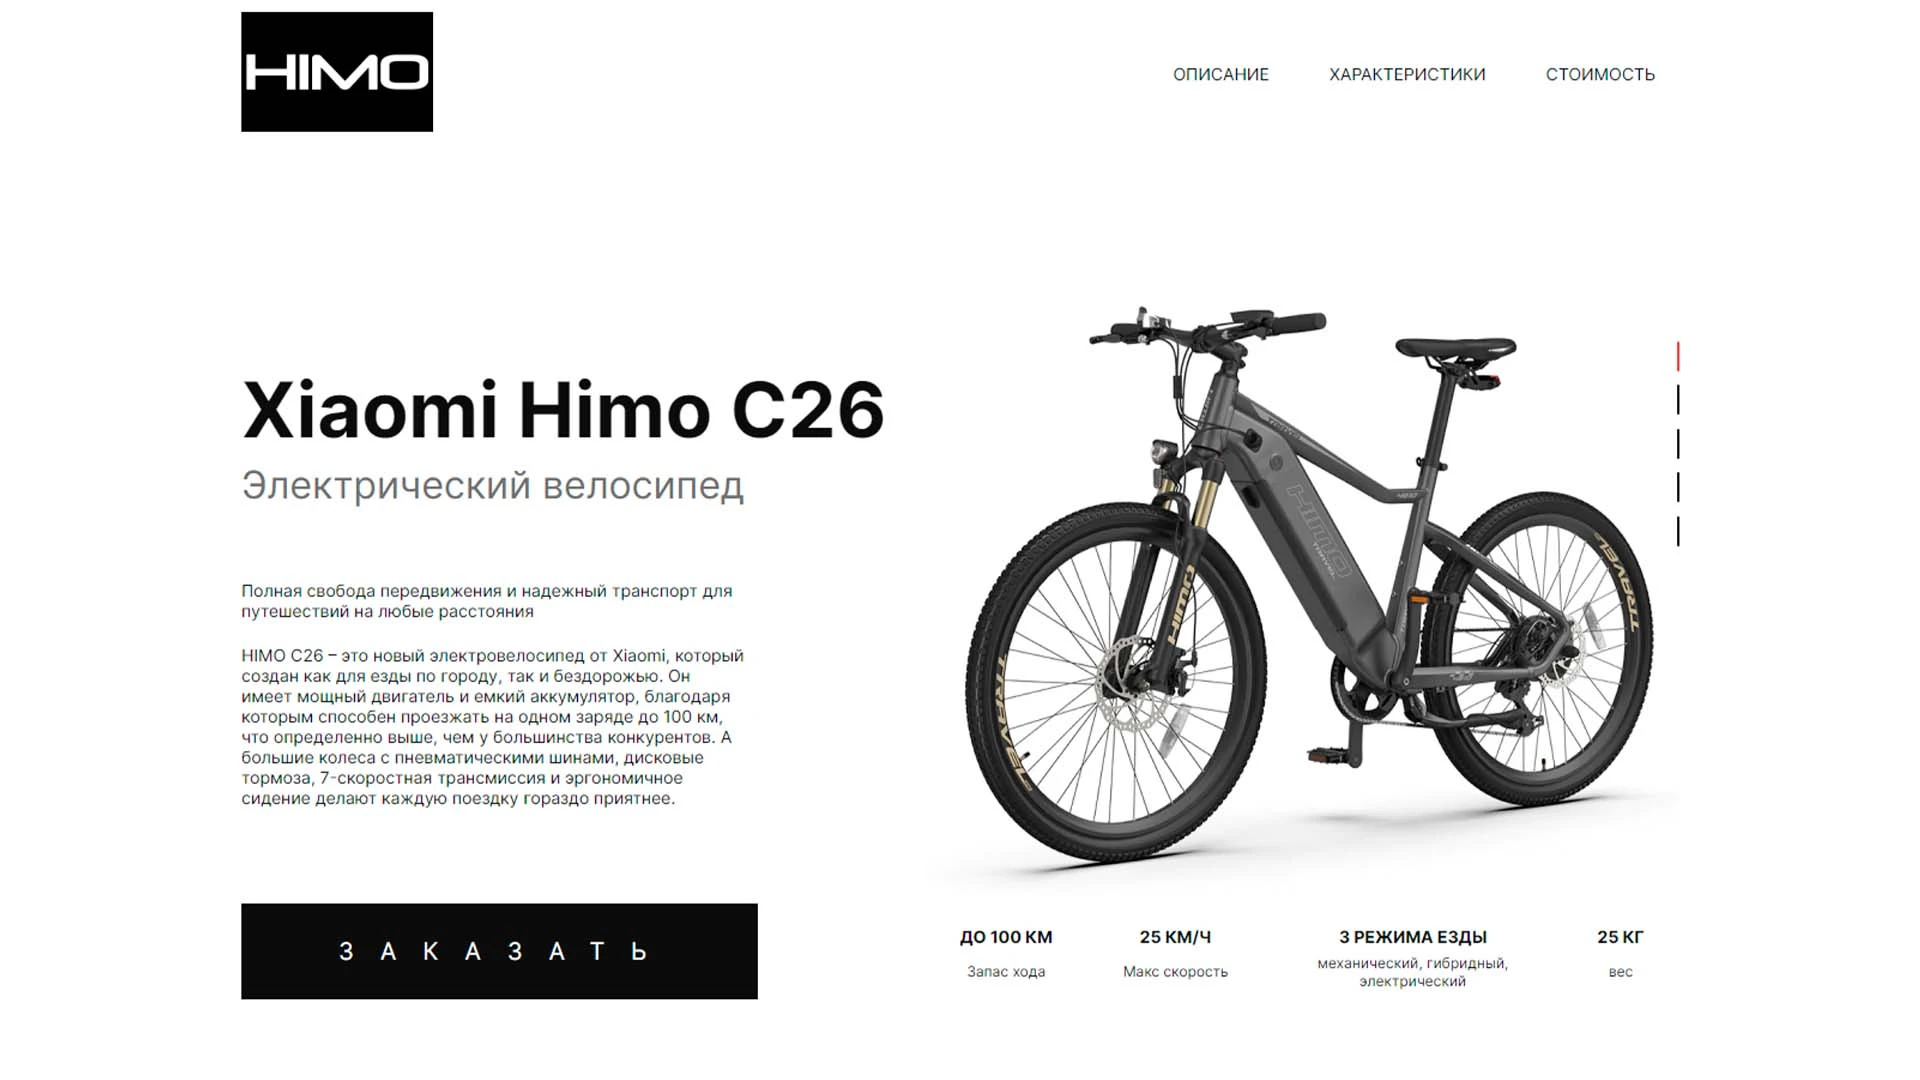 HIMO
ОПИСАНИЕ
ХАРАКТЕРИСТИКИ
СТОИМОСТЬ
Xiaomi Himo C26
Электрический велосипед
Полная свобода передвижения и надежный транспорт для
путешествий на любые расстояния
HIMO C26 – это новый электровелосипед от Xiaomi, который
создан как для езды по городу, так и бездорожью. Он
имеет мощный двигатель и емкий аккумулятор, благодаря
которым способен проезжать на одном заряде до 100 км,
что определенно выше, чем у большинства конкурентов. А
большие колеса с пневматическими шинами, дисковые
тормоза, 7-скоростная трансмиссия и эргономичное
сидение делают каждую поездку гораздо приятнее.
ЗАКАЗАТЬ
HIMO
TRAVEL
TRAVEL
TRAVEL
ДО 100 КМ
Запас хода
25 КМ/Ч
Макс скорость
3 РЕЖИМА ЕЗДЫ
механический, гибридный,
электрический
25 КГ
вес